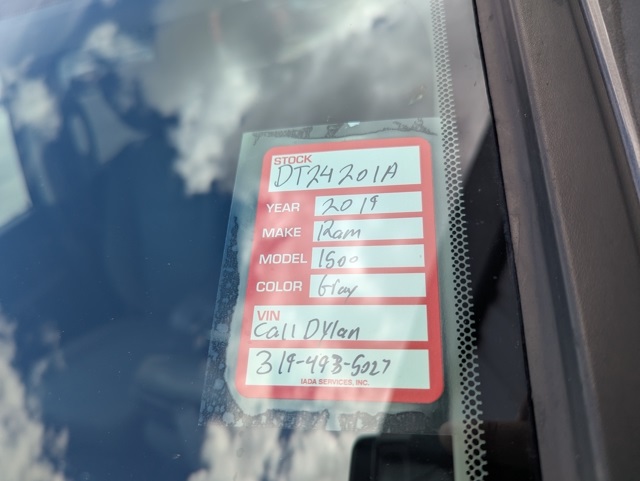 STOCK
DT24201A
YEAR 2019
MAKE Ram
MODEL 1500
COLOR Gray
VIN
Call Dylan
319-493-5027
IADA SERVICES, INC.